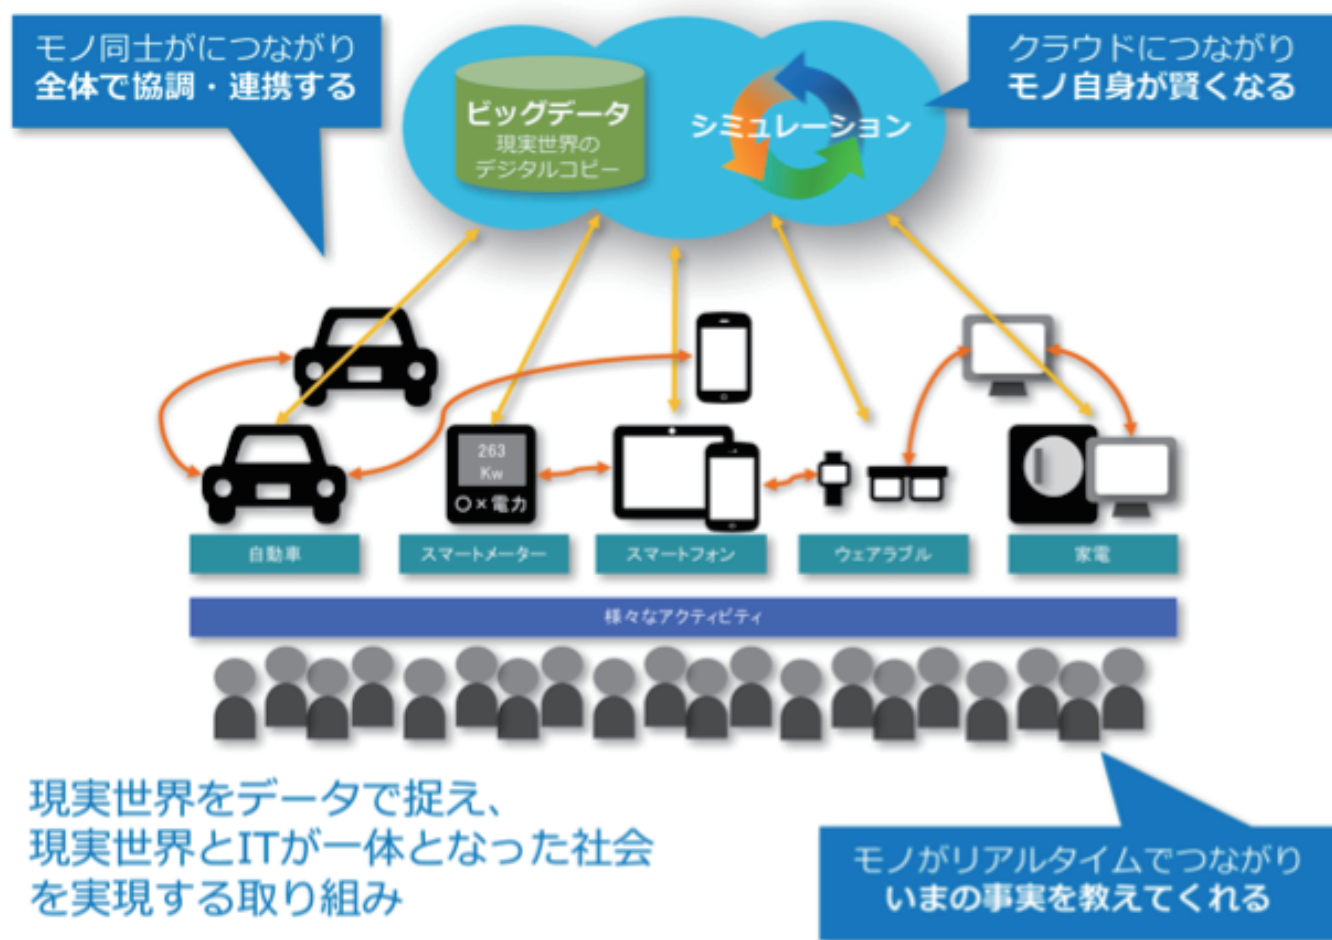 モノ同士がにつながり
全体で協調・連携する
ビッグデータ
現実世界の
デジタルコピー
シミュレーション
クラウドにつながり
モノ自身が賢くなる
263
Kw
〇×電力
自動車
スマートメーター
スマートフォン
ウェアラブル
家電
様々なアクティビティ
現実世界をデータで捉え、
現実世界とITが一体となった社会
を実現する取り組み
モノがリアルタイムでつながり
いまの事実を教えてくれる